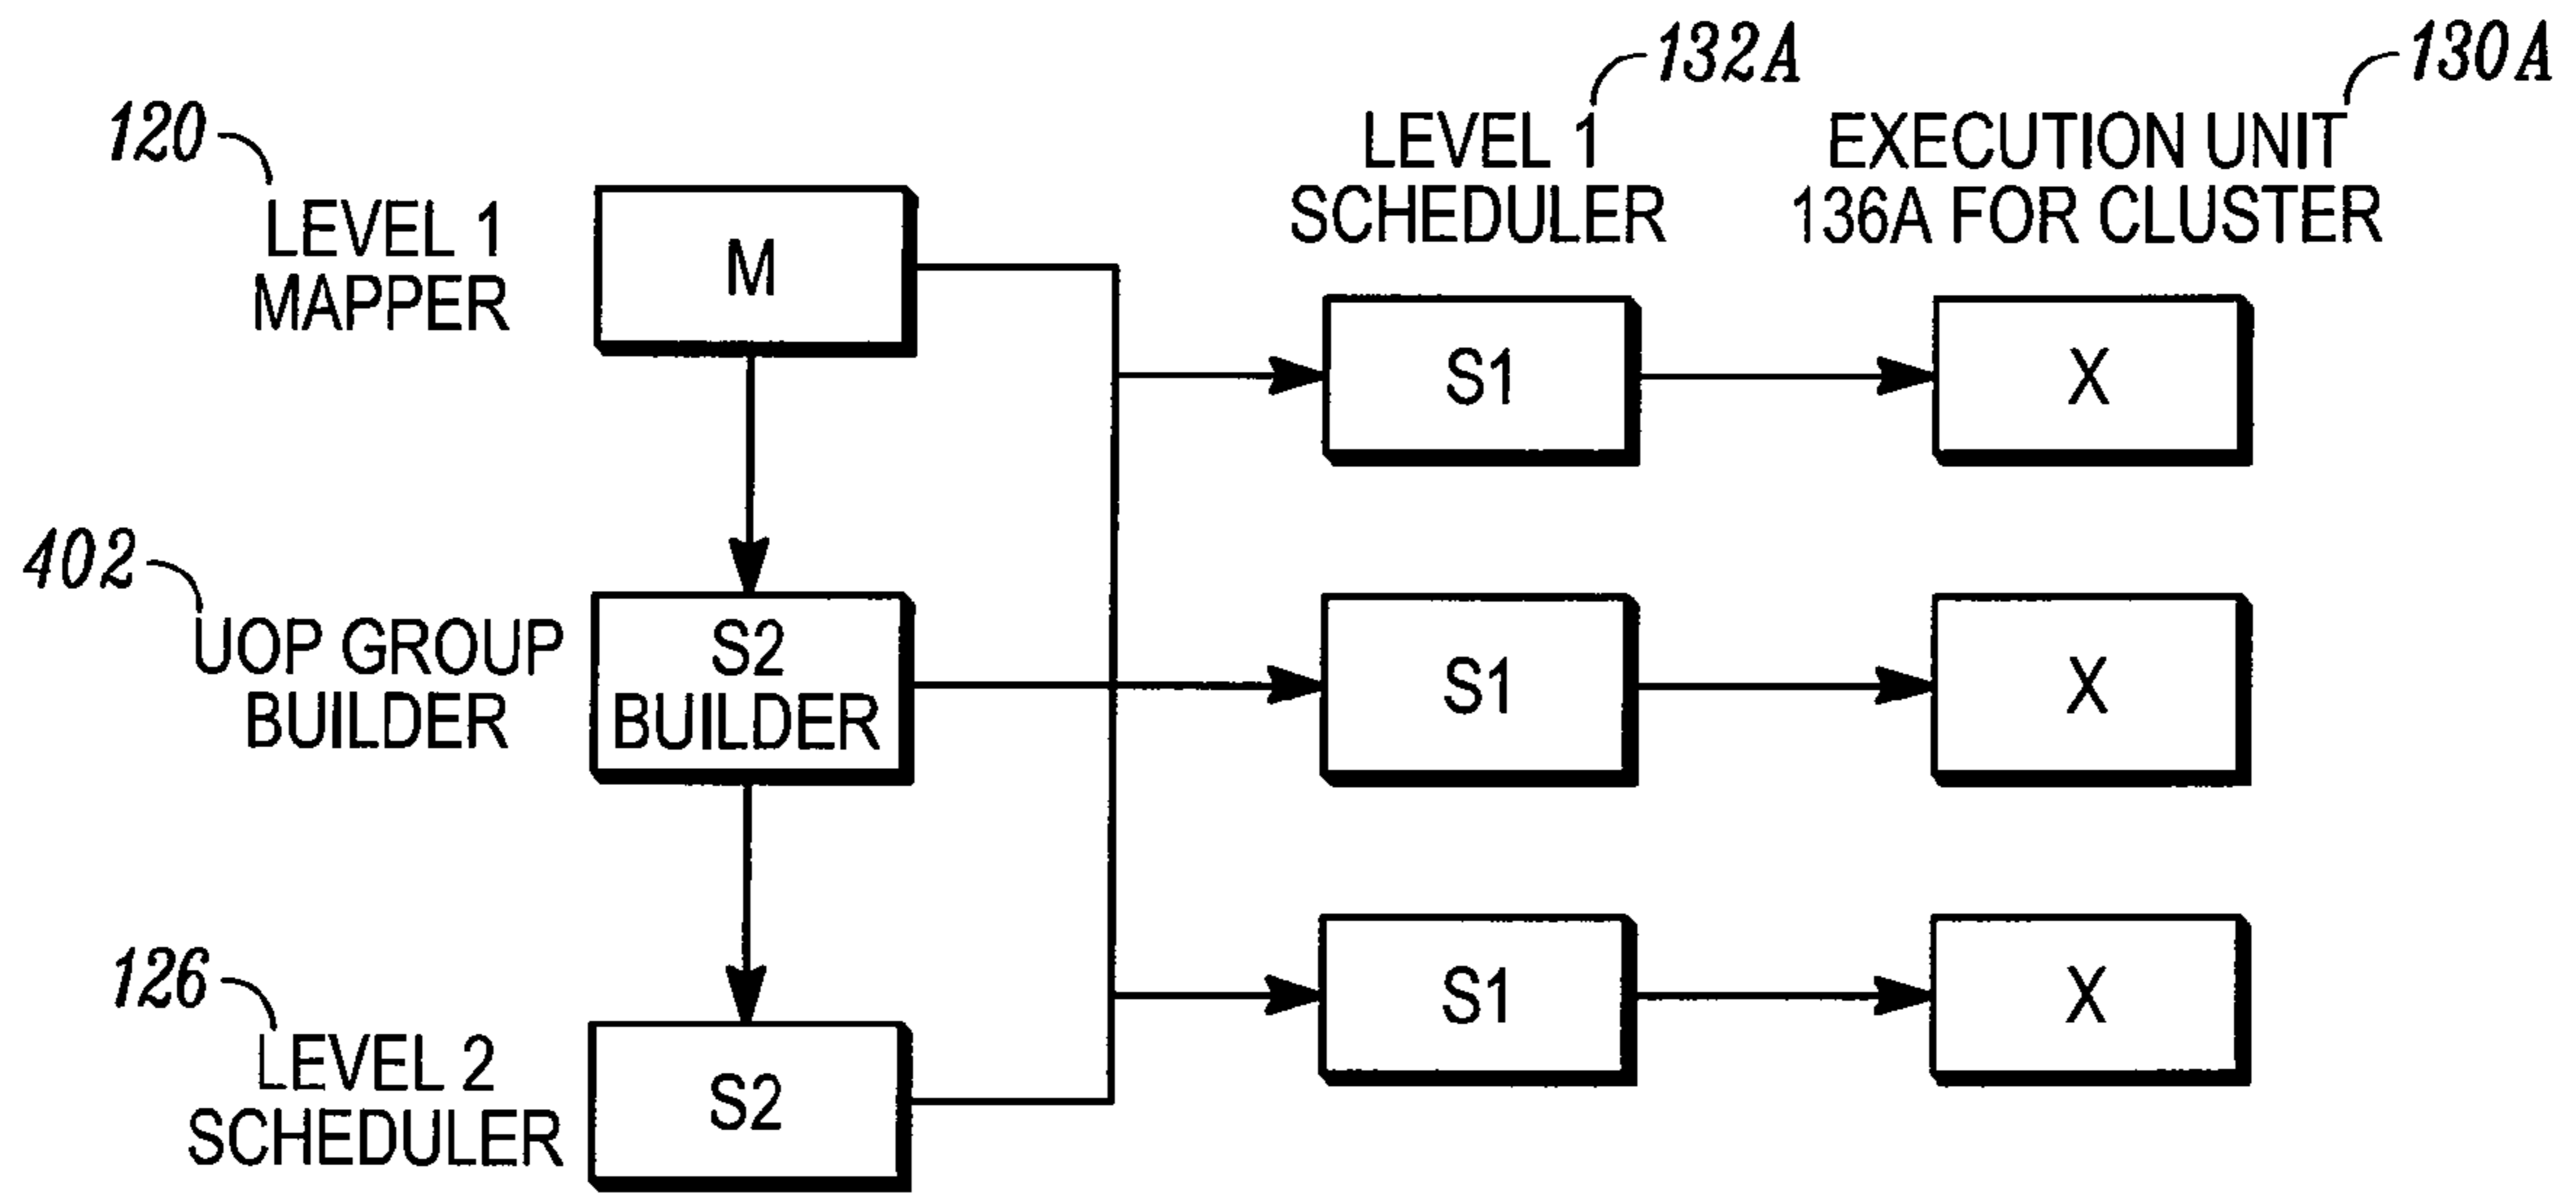 132A
130A
120
LEVEL 1
SCHEDULER
EXECUTION UNIT
136A FOR CLUSTER
LEVEL 1
MAPPER
M
S1
X
402
UOP GROUP
BUILDER
S2
BUILDER
S1
X
126
LEVEL 2
SCHEDULER
S2
S1
X